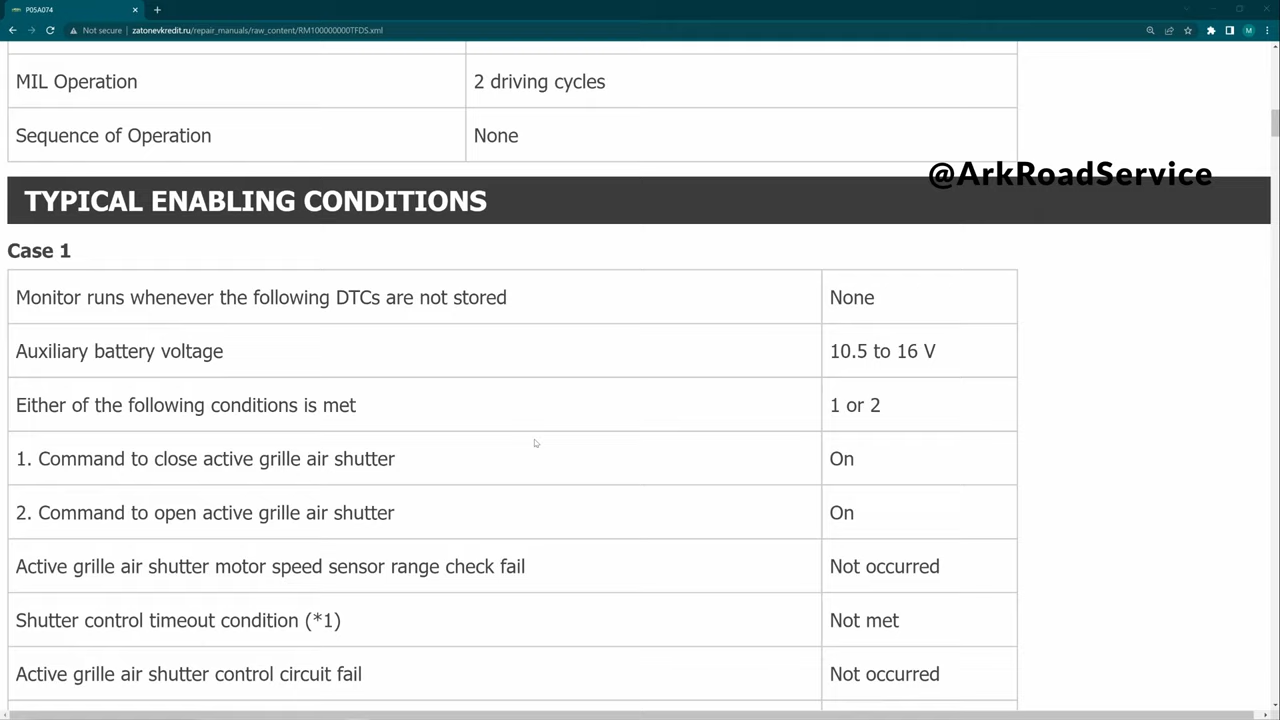 P05A074
Not secure zatonevkredit.ru/repair_manuals/raw_content/RM100000000TFDS.xml
M
MIL Operation 2 driving cycles
Sequence of Operation None
@ArkRoadService
TYPICAL ENABLING CONDITIONS
Case 1
Monitor runs whenever the following DTCs are not stored None
Auxiliary battery voltage 10.5 to 16 V
Either of the following conditions is met 1 or 2
1. Command to close active grille air shutter On
2. Command to open active grille air shutter On
Active grille air shutter motor speed sensor range check fail Not occurred
Shutter control timeout condition (*1) Not met
Active grille air shutter control circuit fail Not occurred